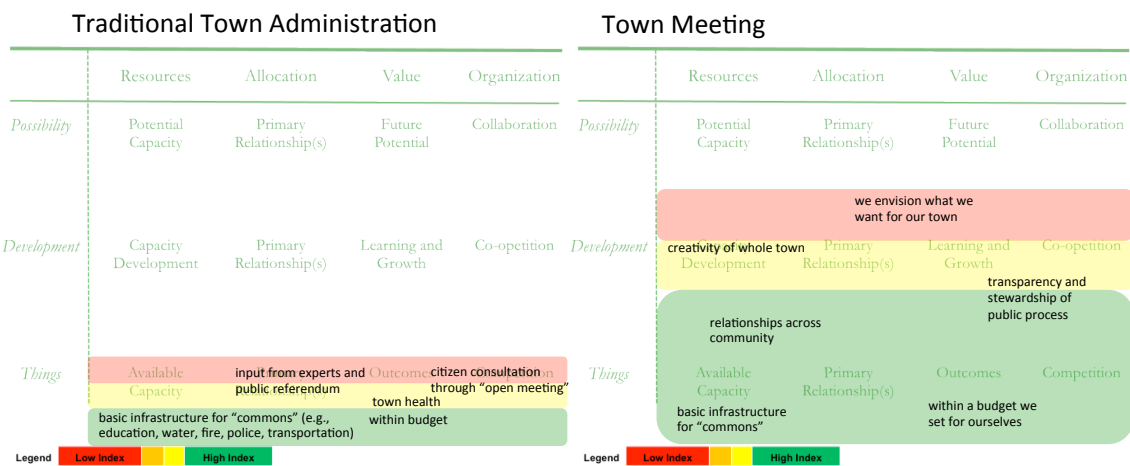 Traditional Town Administration
Resources Allocation Value Organization
Possibility Potential Capacity Primary Relationship(s) Future Potential Collaboration
Development Capacity Development Primary Relationship(s) Learning and Growth Co-opetition
Things Available Capacity Outcomes
input from experts and public referendum
citizen consultation through “open meeting”
town health
basic infrastructure for “commons” (e.g., education, water, fire, police, transportation)
within budget
Legend Low Index High Index
Town Meeting
Resources Allocation Value Organization
Possibility Potential Capacity Primary Relationship(s) Future Potential Collaboration
we envision what we want for our town
creativity of whole town
Development Capacity Development Primary Relationship(s) Learning and Growth Co-opetition
transparency and stewardship of public process
relationships across community
Things Available Capacity Primary Relationship(s) Outcomes Competition
basic infrastructure for “commons”
within a budget we set for ourselves
Legend Low Index High Index